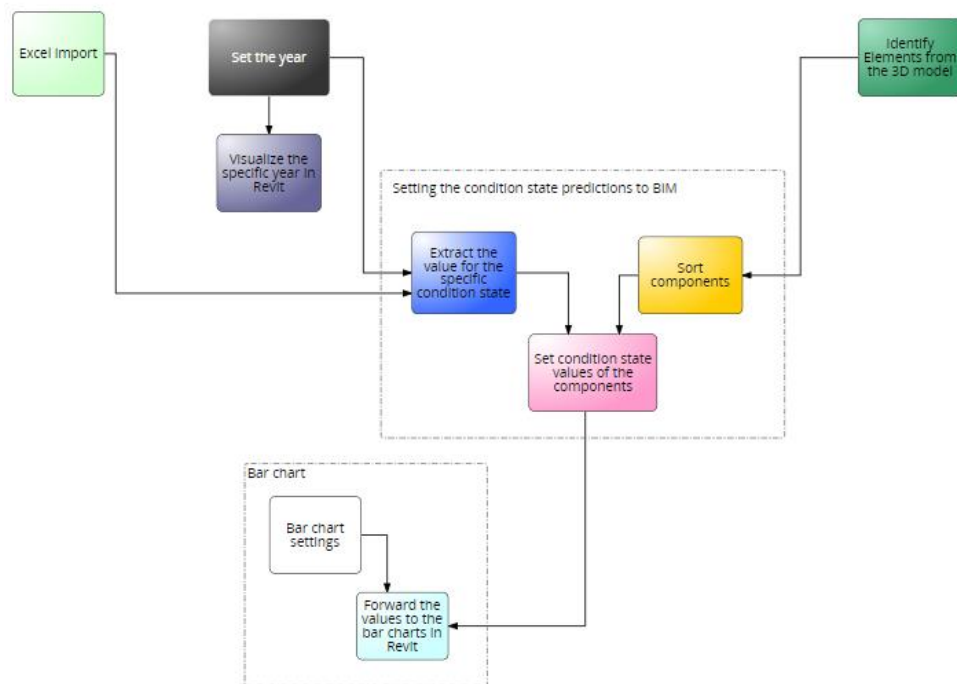 Excel Import
Set the year
Identify
Elements from
the 3D model
Visualize the
specific year in
Revit
Setting the condition state predictions to BIM
Extract the
value for the
specific
condition state
Sort
components
Set condition state
values of the
components
Bar chart
Bar chart
settings
Forward the
values to the
bar charts in
Revit